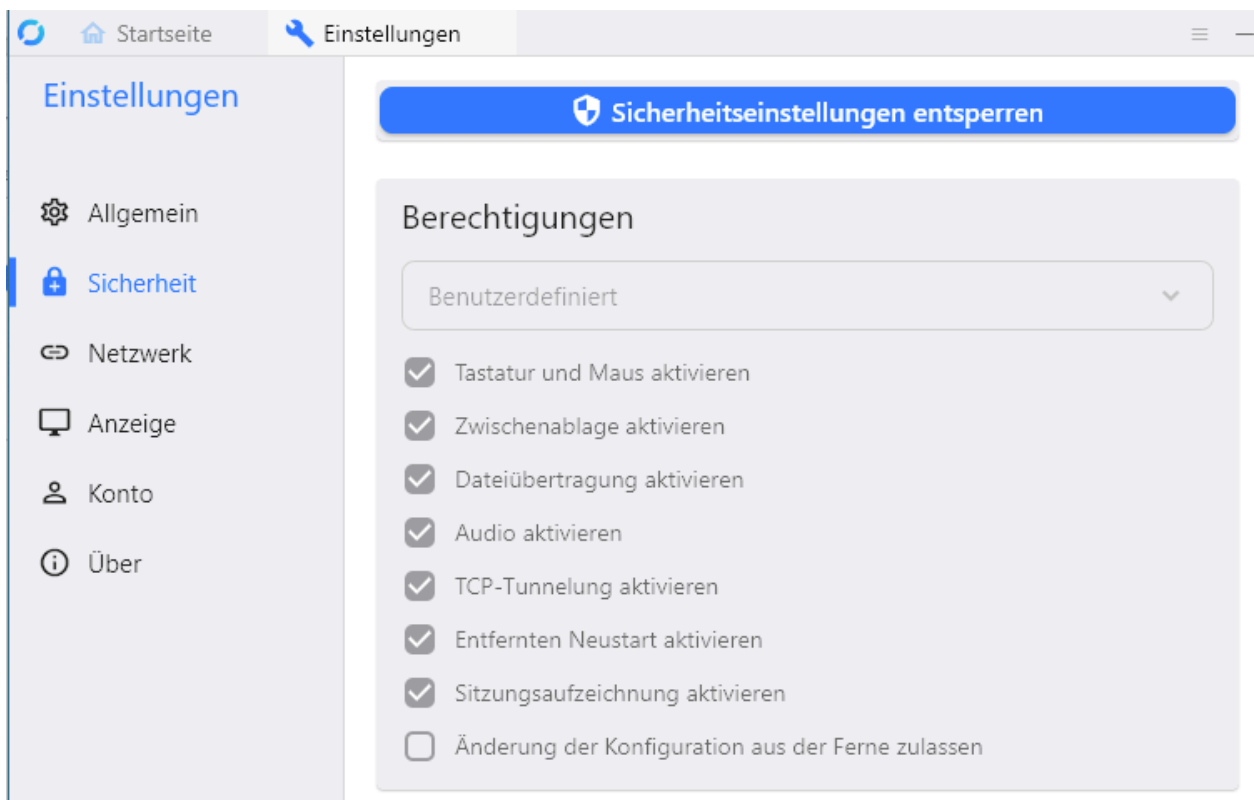 Startseite
Einstellungen
Einstellungen
Sicherheitseinstellungen entsperren
Allgemein
Sicherheit
Netzwerk
Anzeige
Konto
Über
Berechtigungen
Benutzerdefiniert
Tastatur und Maus aktivieren
Zwischenablage aktivieren
Dateiübertragung aktivieren
Audio aktivieren
TCP-Tunnelung aktivieren
Entfernten Neustart aktivieren
Sitzungsaufzeichnung aktivieren
Änderung der Konfiguration aus der Ferne zulassen